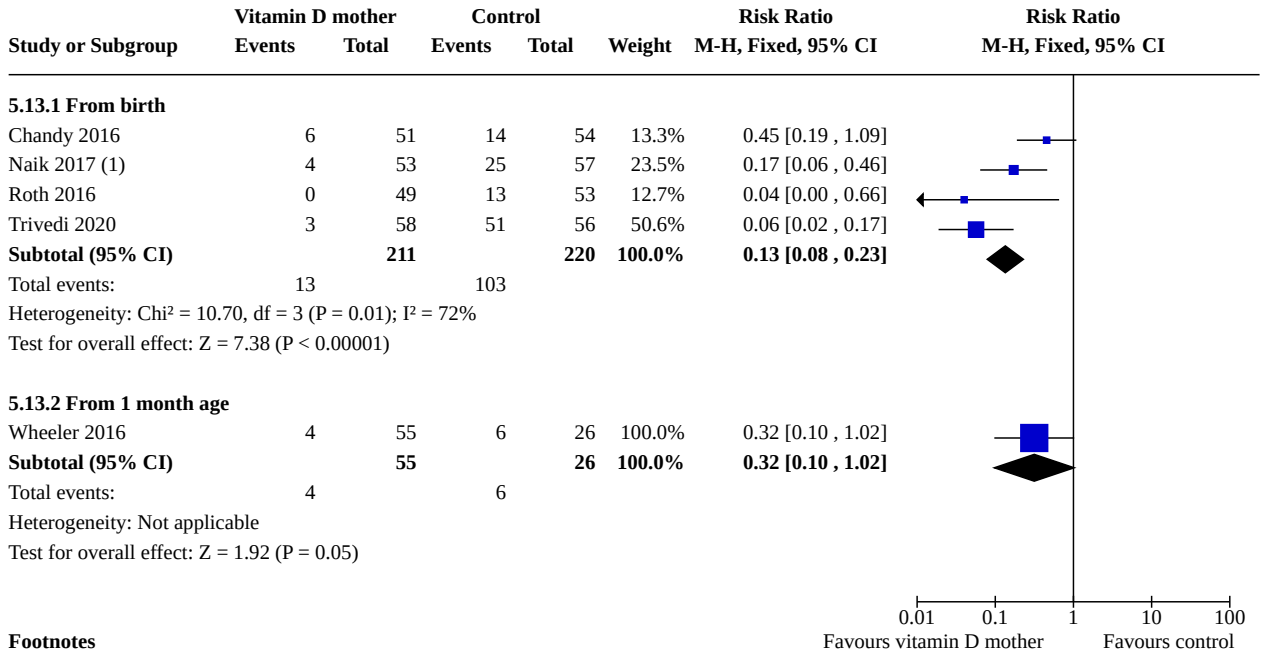 Vitamin D mother Control Risk Ratio Risk Ratio
Study or Subgroup Events Total Events Total Weight M-H, Fixed, 95% CI M-H, Fixed, 95% CI
5.13.1 From birth
Chandy 2016 6 51 14 54 13.3% 0.45 [0.19 , 1.09]
Naik 2017 (1) 4 53 25 57 23.5% 0.17 [0.06 , 0.46]
Roth 2016 0 49 13 53 12.7% 0.04 [0.00 , 0.66]
Trivedi 2020 3 58 51 56 50.6% 0.06 [0.02 , 0.17]
Subtotal (95% CI) 211 220 100.0% 0.13 [0.08 , 0.23]
Total events: 13 103
Heterogeneity: Chi² = 10.70, df = 3 (P = 0.01); I² = 72%
Test for overall effect: Z = 7.38 (P < 0.00001)
5.13.2 From 1 month age
Wheeler 2016 4 55 6 26 100.0% 0.32 [0.10 , 1.02]
Subtotal (95% CI) 55 26 100.0% 0.32 [0.10 , 1.02]
Total events: 4 6
Heterogeneity: Not applicable
Test for overall effect: Z = 1.92 (P = 0.05)
0.01 0.1 1 10 100
Footnotes Favours vitamin D mother Favours control